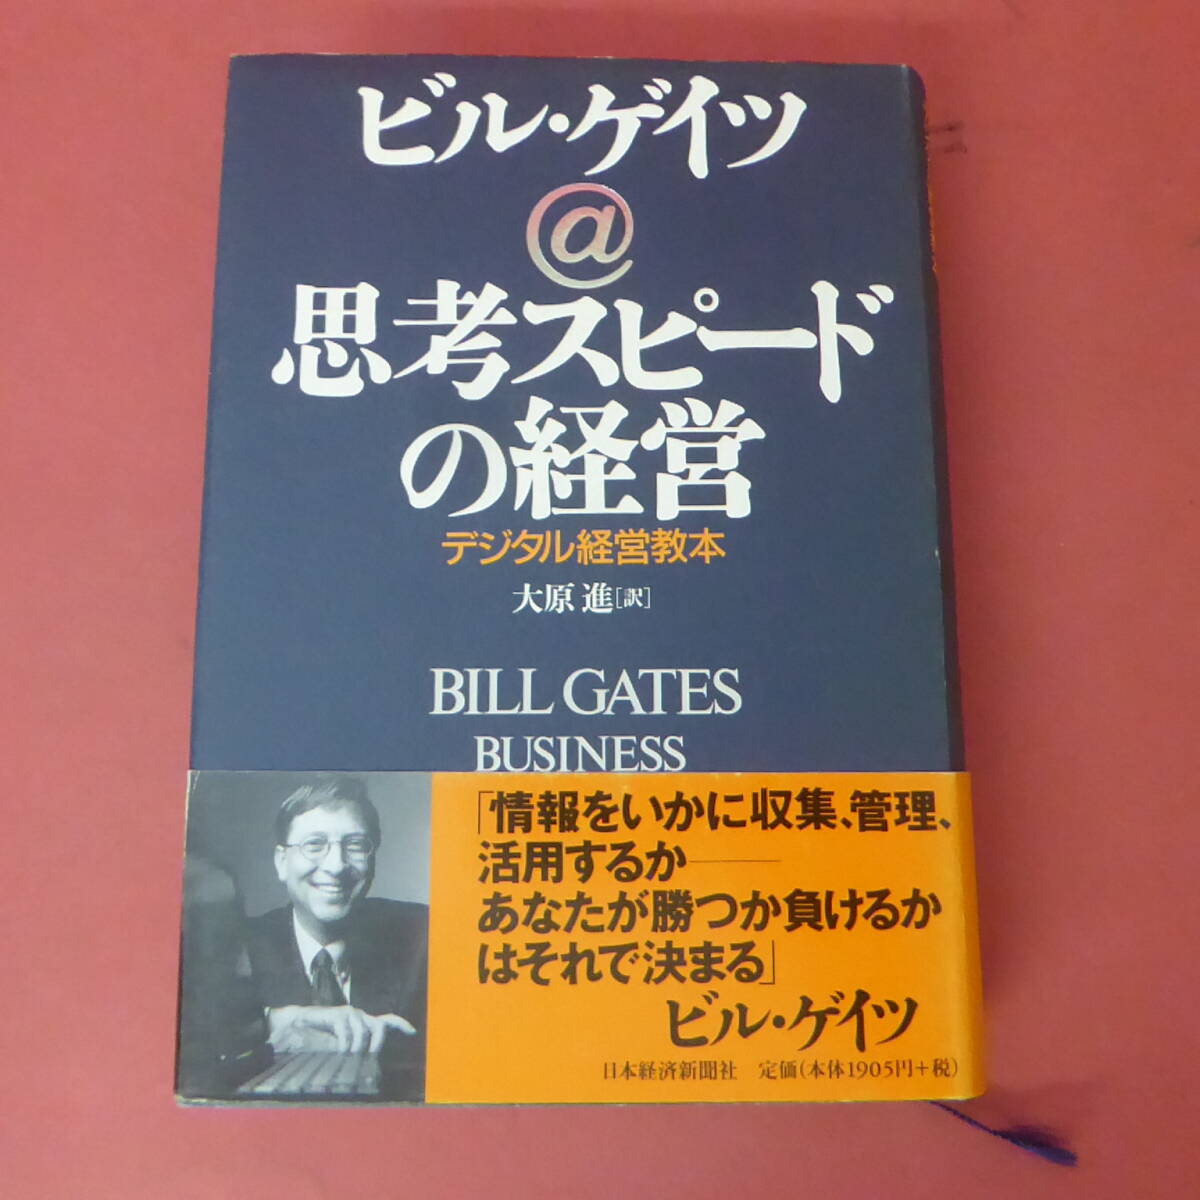 ビル・ゲイツ
@
思考スピード
の経営
デジタル経営教本
大原 進[訳]
BILL GATES
BUSINESS
「情報をいかに収集、管理、
活用するか――
あなたが勝つか負けるか
はそれで決まる」
ビル・ゲイツ
日本経済新聞社 定価(本体1905円+税)